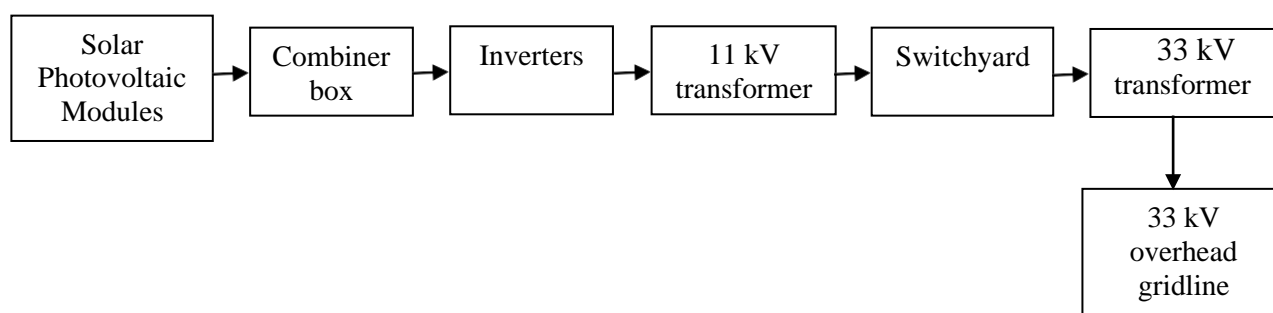 Solar
Photovoltaic
Modules
Combiner
box
Inverters
11 kV
transformer
Switchyard
33 kV
transformer
33 kV
overhead
gridline